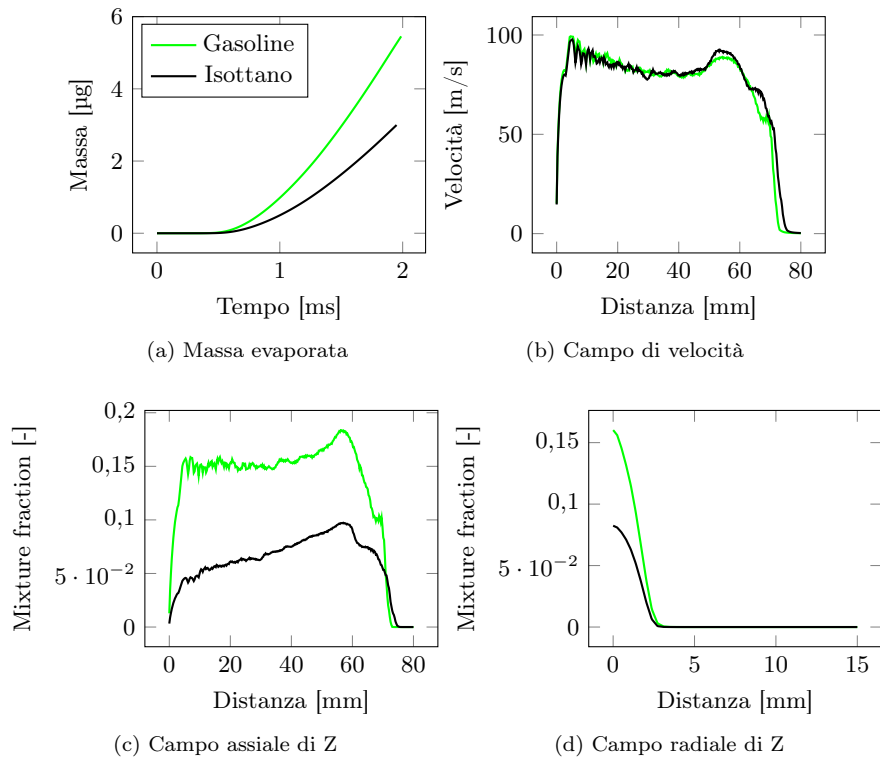 6
4
2
0
Massa [µg]
Gasoline
Isottano
0
1
2
Tempo [ms]
(a) Massa evaporata
100
50
0
Velocità [m/s]
0
20
40
60
80
Distanza [mm]
(b) Campo di velocità
0,2
0,15
0,1
5 · 10⁻²
0
Mixture fraction [-]
0
20
40
60
80
Distanza [mm]
(c) Campo assiale di Z
0,15
0,1
5 · 10⁻²
0
Mixture fraction [-]
0
5
10
15
Distanza [mm]
(d) Campo radiale di Z